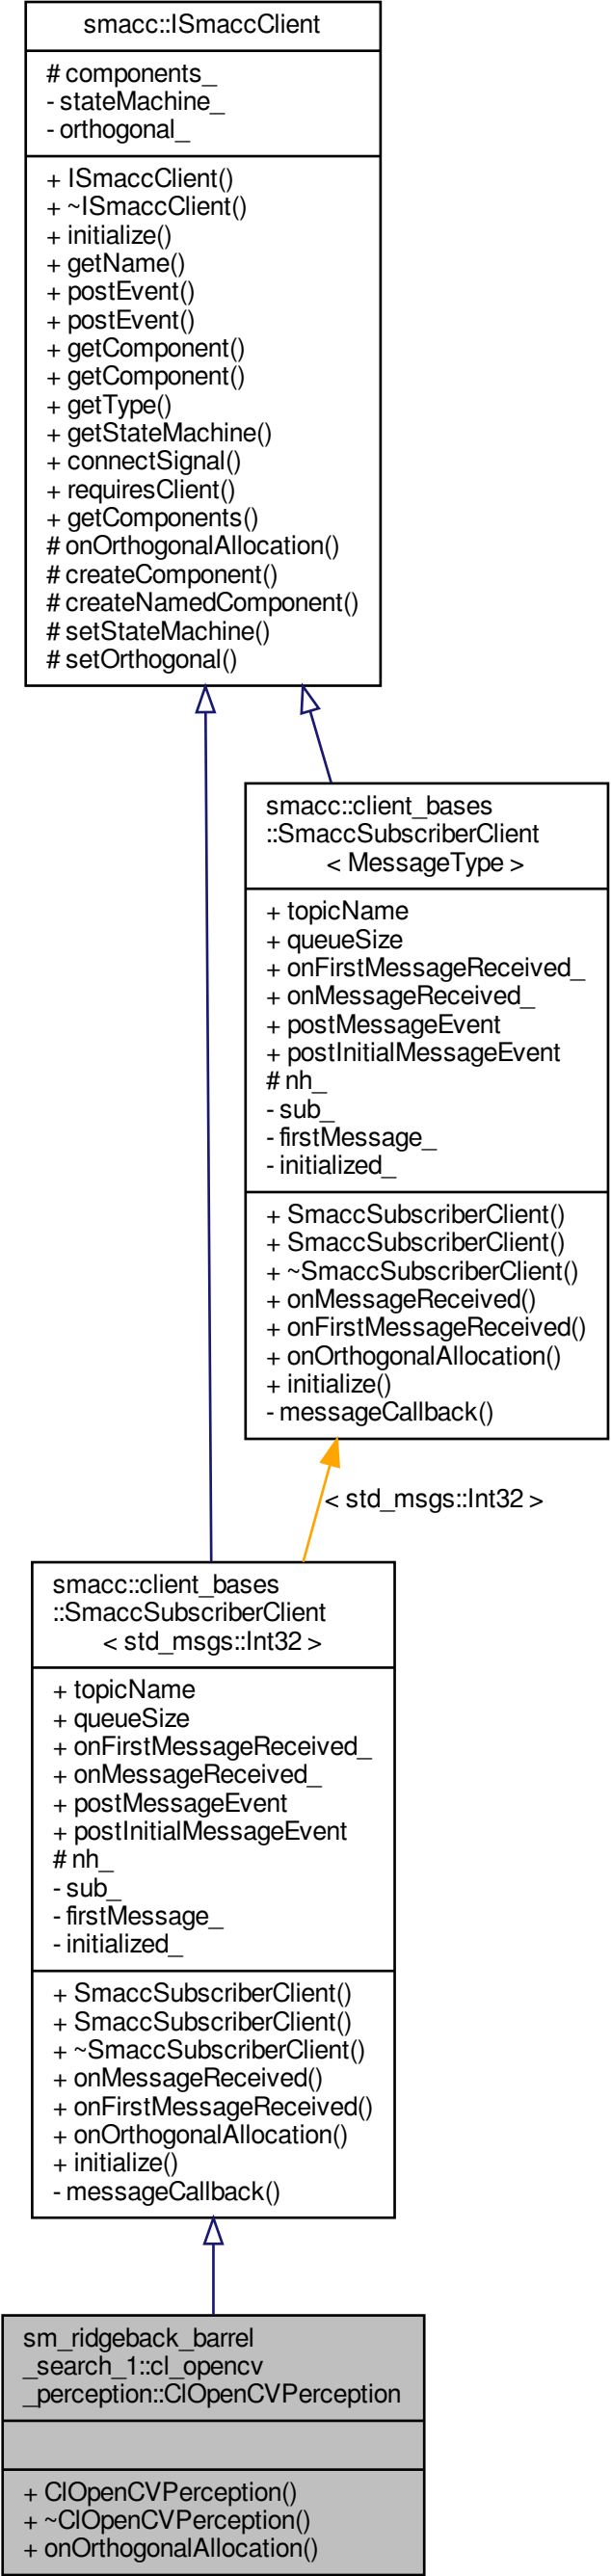 smacc::ISmaccClient
# components_
- stateMachine_
- orthogonal_
+ ISmaccClient()
+ ~ISmaccClient()
+ initialize()
+ getName()
+ postEvent()
+ postEvent()
+ getComponent()
+ getComponent()
+ getType()
+ getStateMachine()
+ connectSignal()
+ requiresClient()
+ getComponents()
# onOrthogonalAllocation()
# createComponent()
# createNamedComponent()
# setStateMachine()
# setOrthogonal()
smacc::client_bases
::SmaccSubscriberClient
< MessageType >
+ topicName
+ queueSize
+ onFirstMessageReceived_
+ onMessageReceived_
+ postMessageEvent
+ postInitialMessageEvent
# nh_
- sub_
- firstMessage_
- initialized_
+ SmaccSubscriberClient()
+ SmaccSubscriberClient()
+ ~SmaccSubscriberClient()
+ onMessageReceived()
+ onFirstMessageReceived()
+ onOrthogonalAllocation()
+ initialize()
- messageCallback()
< std_msgs::Int32 >
smacc::client_bases
::SmaccSubscriberClient
< std_msgs::Int32 >
+ topicName
+ queueSize
+ onFirstMessageReceived_
+ onMessageReceived_
+ postMessageEvent
+ postInitialMessageEvent
# nh_
- sub_
- firstMessage_
- initialized_
+ SmaccSubscriberClient()
+ SmaccSubscriberClient()
+ ~SmaccSubscriberClient()
+ onMessageReceived()
+ onFirstMessageReceived()
+ onOrthogonalAllocation()
+ initialize()
- messageCallback()
sm_ridgeback_barrel
_search_1::cl_opencv
_perception::ClOpenCVPerception
+ ClOpenCVPerception()
+ ~ClOpenCVPerception()
+ onOrthogonalAllocation()